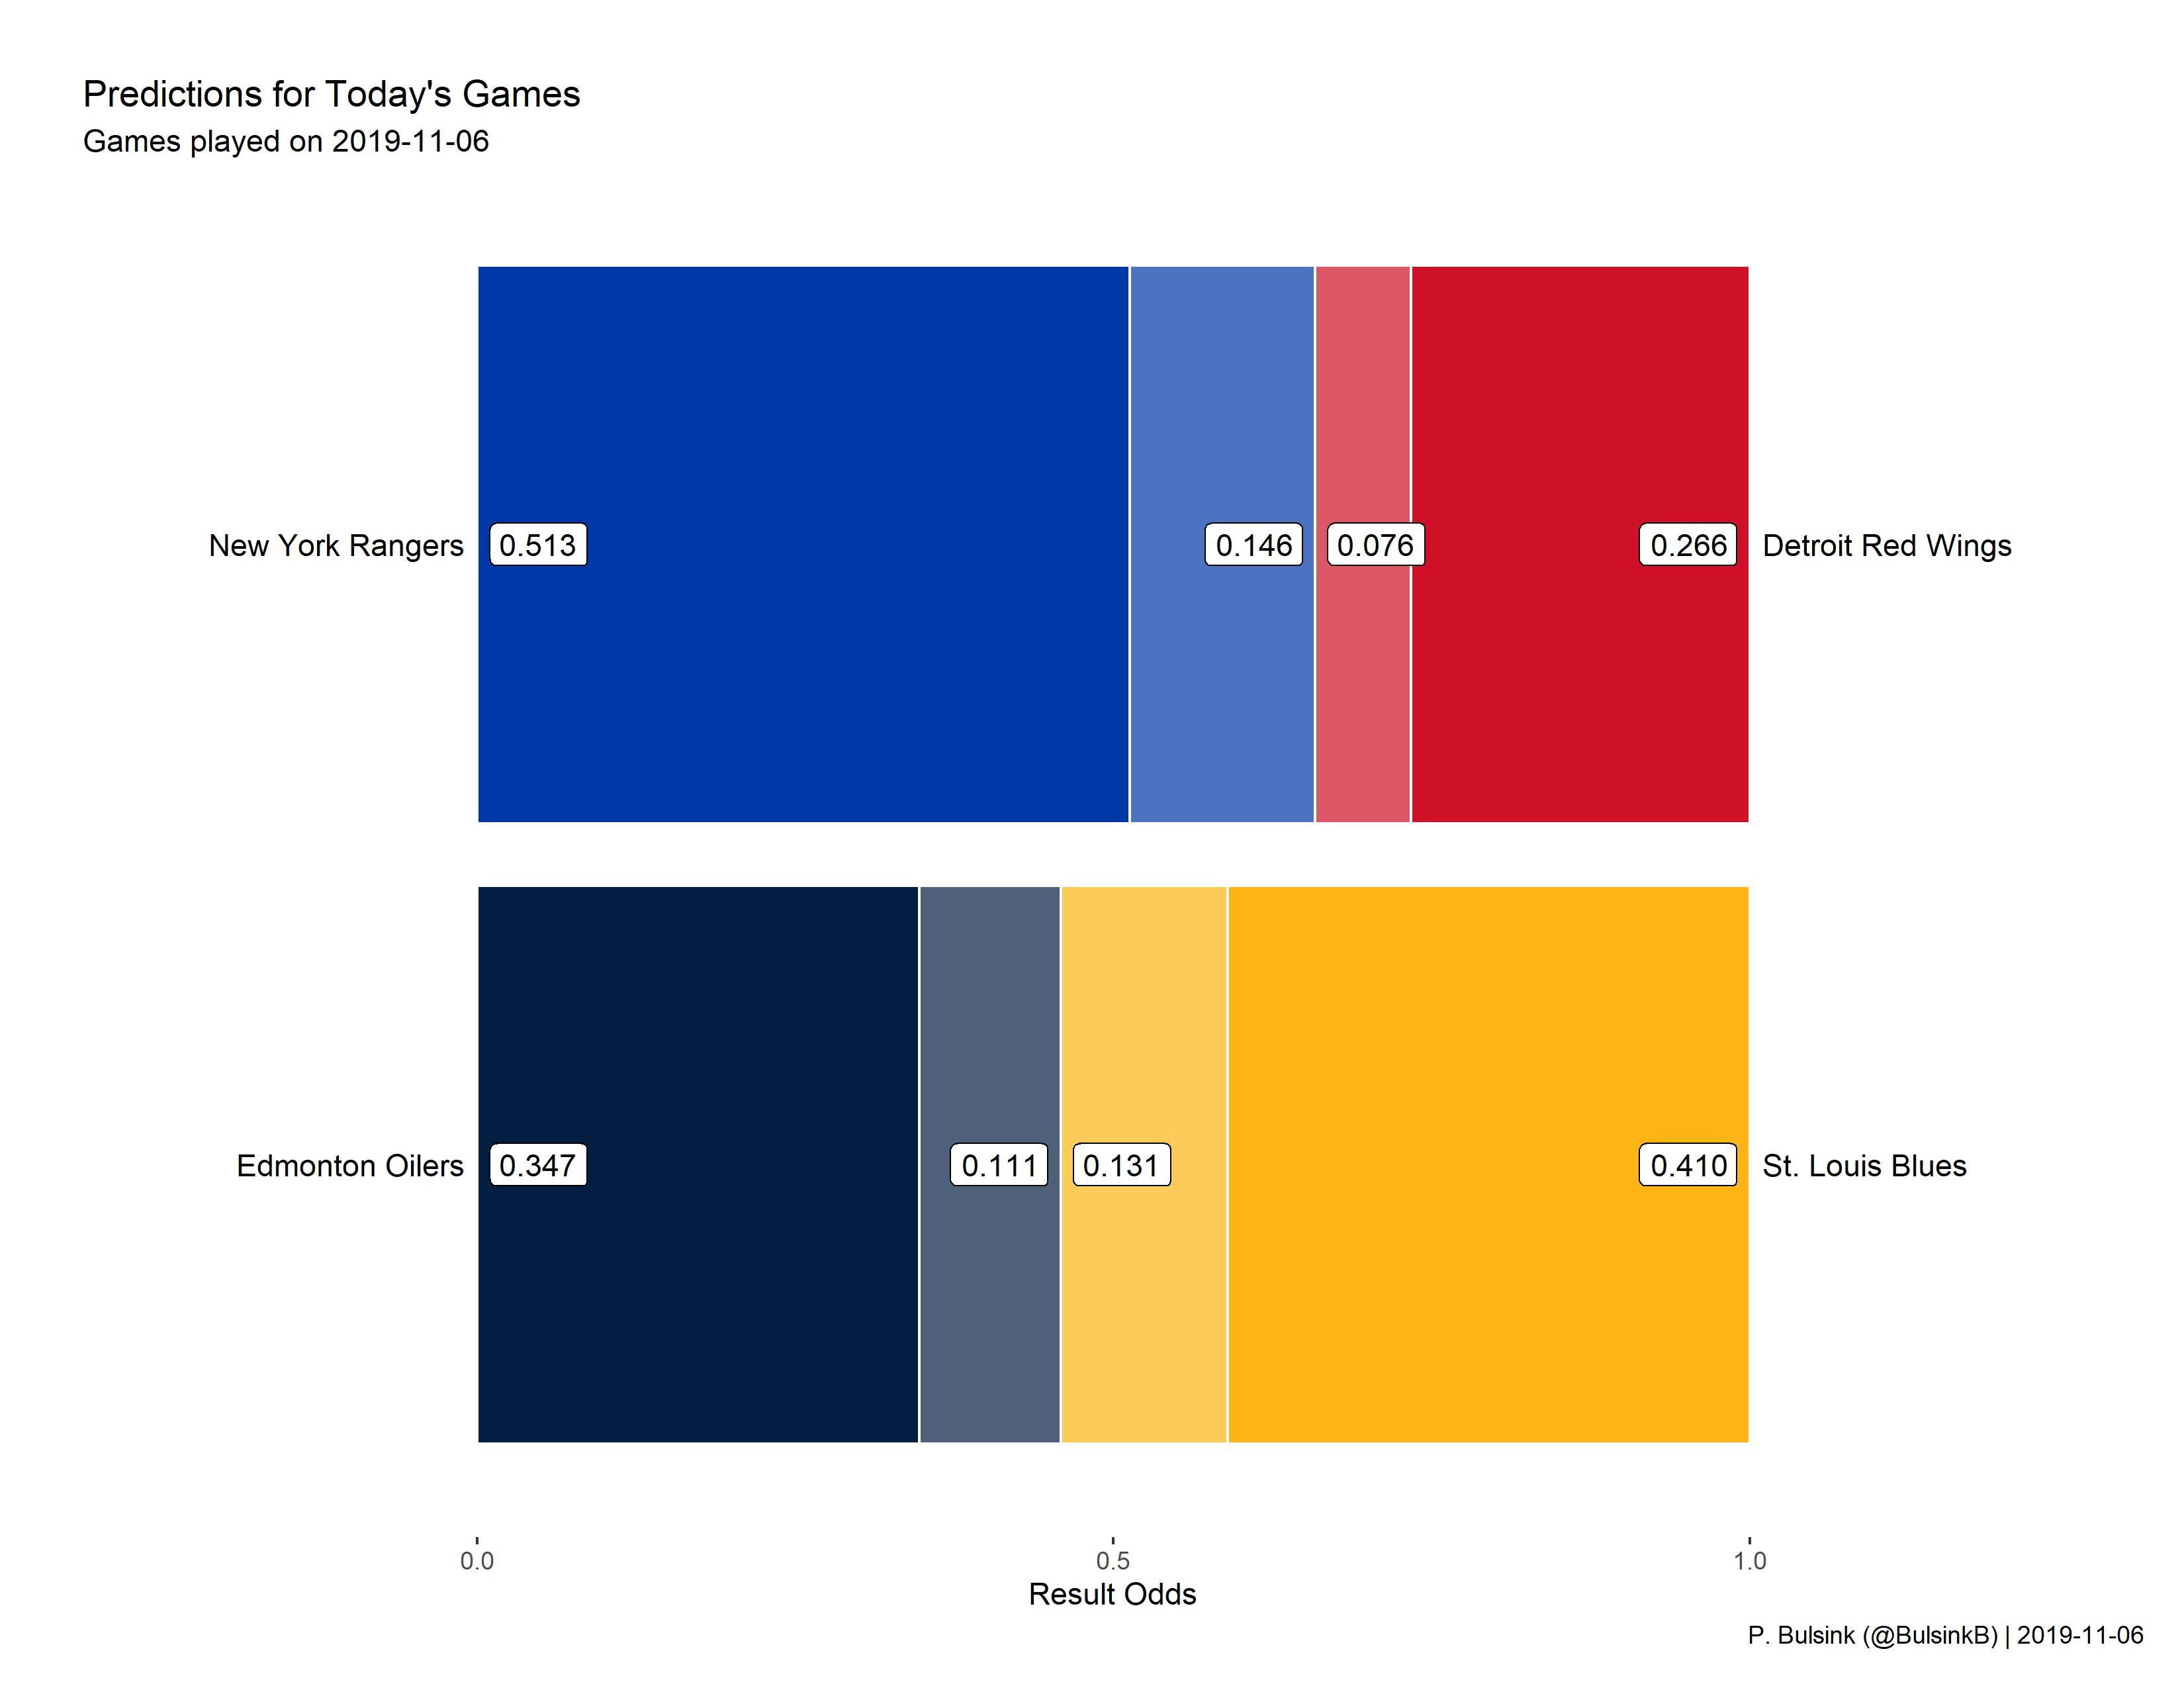 Predictions for Today's Games
Games played on 2019-11-06
New York Rangers 0.513 0.146 0.076 0.266 Detroit Red Wings
Edmonton Oilers 0.347 0.111 0.131 0.410 St. Louis Blues
0.0 0.5 1.0
Result Odds
P. Bulsink (@BulsinkB) | 2019-11-06